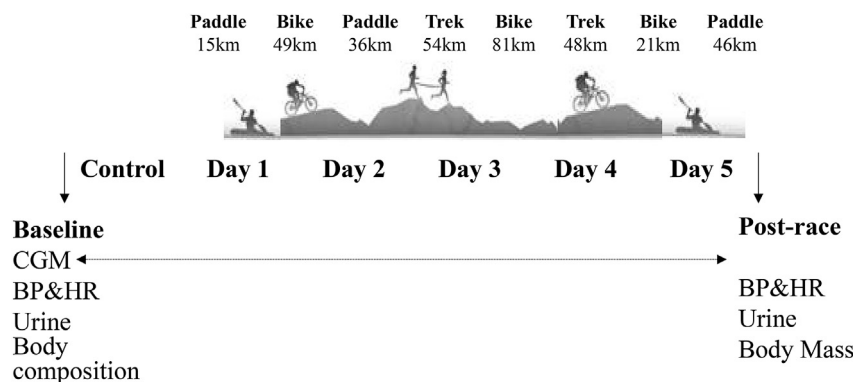 Paddle Bike Paddle Trek Bike Trek Bike Paddle
15km 49km 36km 54km 81km 48km 21km 46km
Control Day 1 Day 2 Day 3 Day 4 Day 5
Baseline
CGM
BP&HR
Urine
Body
composition
Post-race
BP&HR
Urine
Body Mass